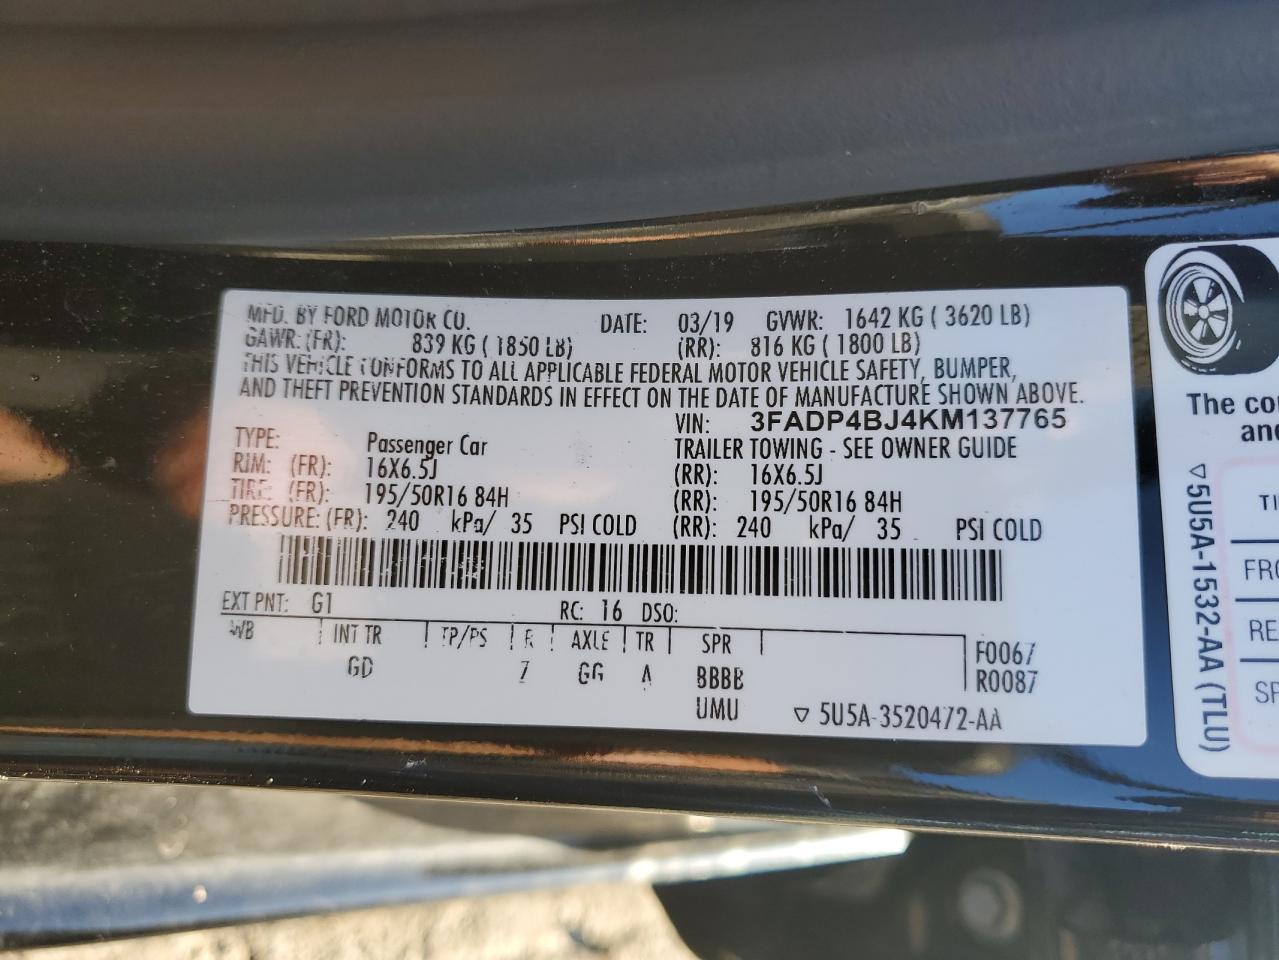 MFD. BY FORD MOTOR CO. DATE: 03/19 GVWR: 1642 KG ( 3620 LB)
GAWR: (FR): 839 KG ( 1850 LB) (RR): 816 KG ( 1800 LB)
THIS VEHICLE CONFORMS TO ALL APPLICABLE FEDERAL MOTOR VEHICLE SAFETY, BUMPER,
AND THEFT PREVENTION STANDARDS IN EFFECT ON THE DATE OF MANUFACTURE SHOWN ABOVE.
VIN: 3FADP4BJ4KM137765
TYPE: Passenger Car TRAILER TOWING - SEE OWNER GUIDE
RIM: (FR): 16X6.5J (RR): 16X6.5J
TIRE: (FR): 195/50R16 84H (RR): 195/50R16 84H
PRESSURE: (FR): 240 kPa/ 35 PSI COLD (RR): 240 kPa/ 35 PSI COLD
EXT PNT: G1 RC: 16 DSO:
WB INT TR TP/PS R AXLE TR SPR F0067
GD 7 GG A BBBB R0087
UMU ▽ 5U5A-3520472-AA
The co
and
▽5U5A-1532-AA (TLU)
TI
FRO
RE
SP